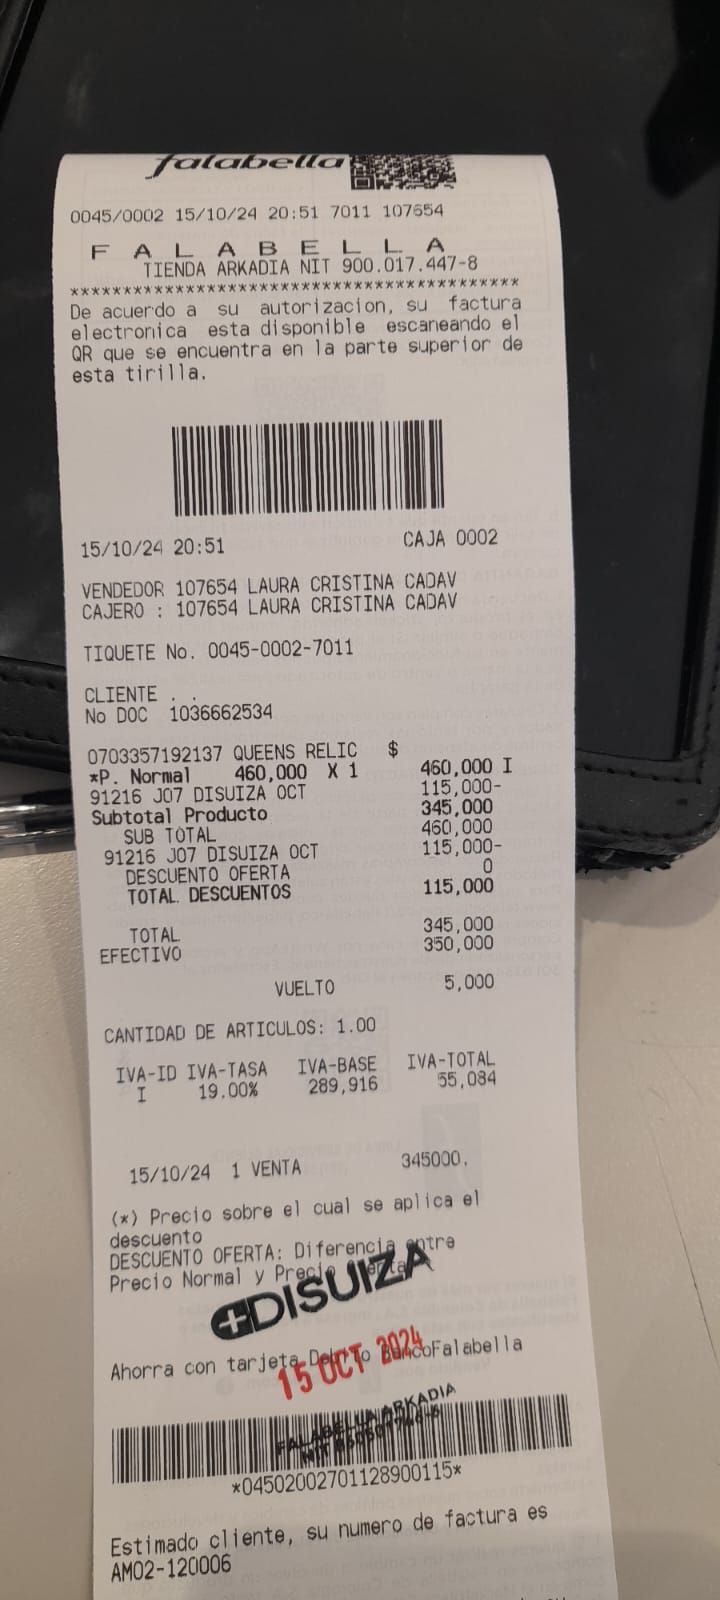 falabella
0045/0002 15/10/24 20:51 7011 107654
F A L A B E L L A
TIENDA ARKADIA NIT 900.017.447-8
******************************************
De acuerdo a su autorizacion, su factura
electronica esta disponible escaneando el
QR que se encuentra en la parte superior de
esta tirilla.
15/10/24 20:51 CAJA 0002
VENDEDOR 107654 LAURA CRISTINA CADAV
CAJERO : 107654 LAURA CRISTINA CADAV
TIQUETE No. 0045-0002-7011
CLIENTE . .
No DOC 1036662534
0703357192137 QUEENS RELIC $
*P. Normal 460,000 X 1 460,000 I
91216 J07 DISUIZA OCT 115,000-
Subtotal Producto 345,000
SUB TOTAL 460,000
91216 J07 DISUIZA OCT 115,000-
DESCUENTO OFERTA 0
TOTAL DESCUENTOS 115,000
TOTAL 345,000
EFECTIVO 350,000
VUELTO 5,000
CANTIDAD DE ARTICULOS: 1.00
IVA-ID IVA-TASA IVA-BASE IVA-TOTAL
I 19.00% 289,916 55,084
15/10/24 1 VENTA 345000.
(*) Precio sobre el cual se aplica el
descuento
DESCUENTO OFERTA: Diferencia entre
Precio Normal y Precio
DISUIZA
Ahorra con tarjeta Debito BancoFalabella
15 OCT 2024
FALABELLA ARKADIA
NIT
*04502002701128900115*
Estimado cliente, su numero de factura es
AM02-120006